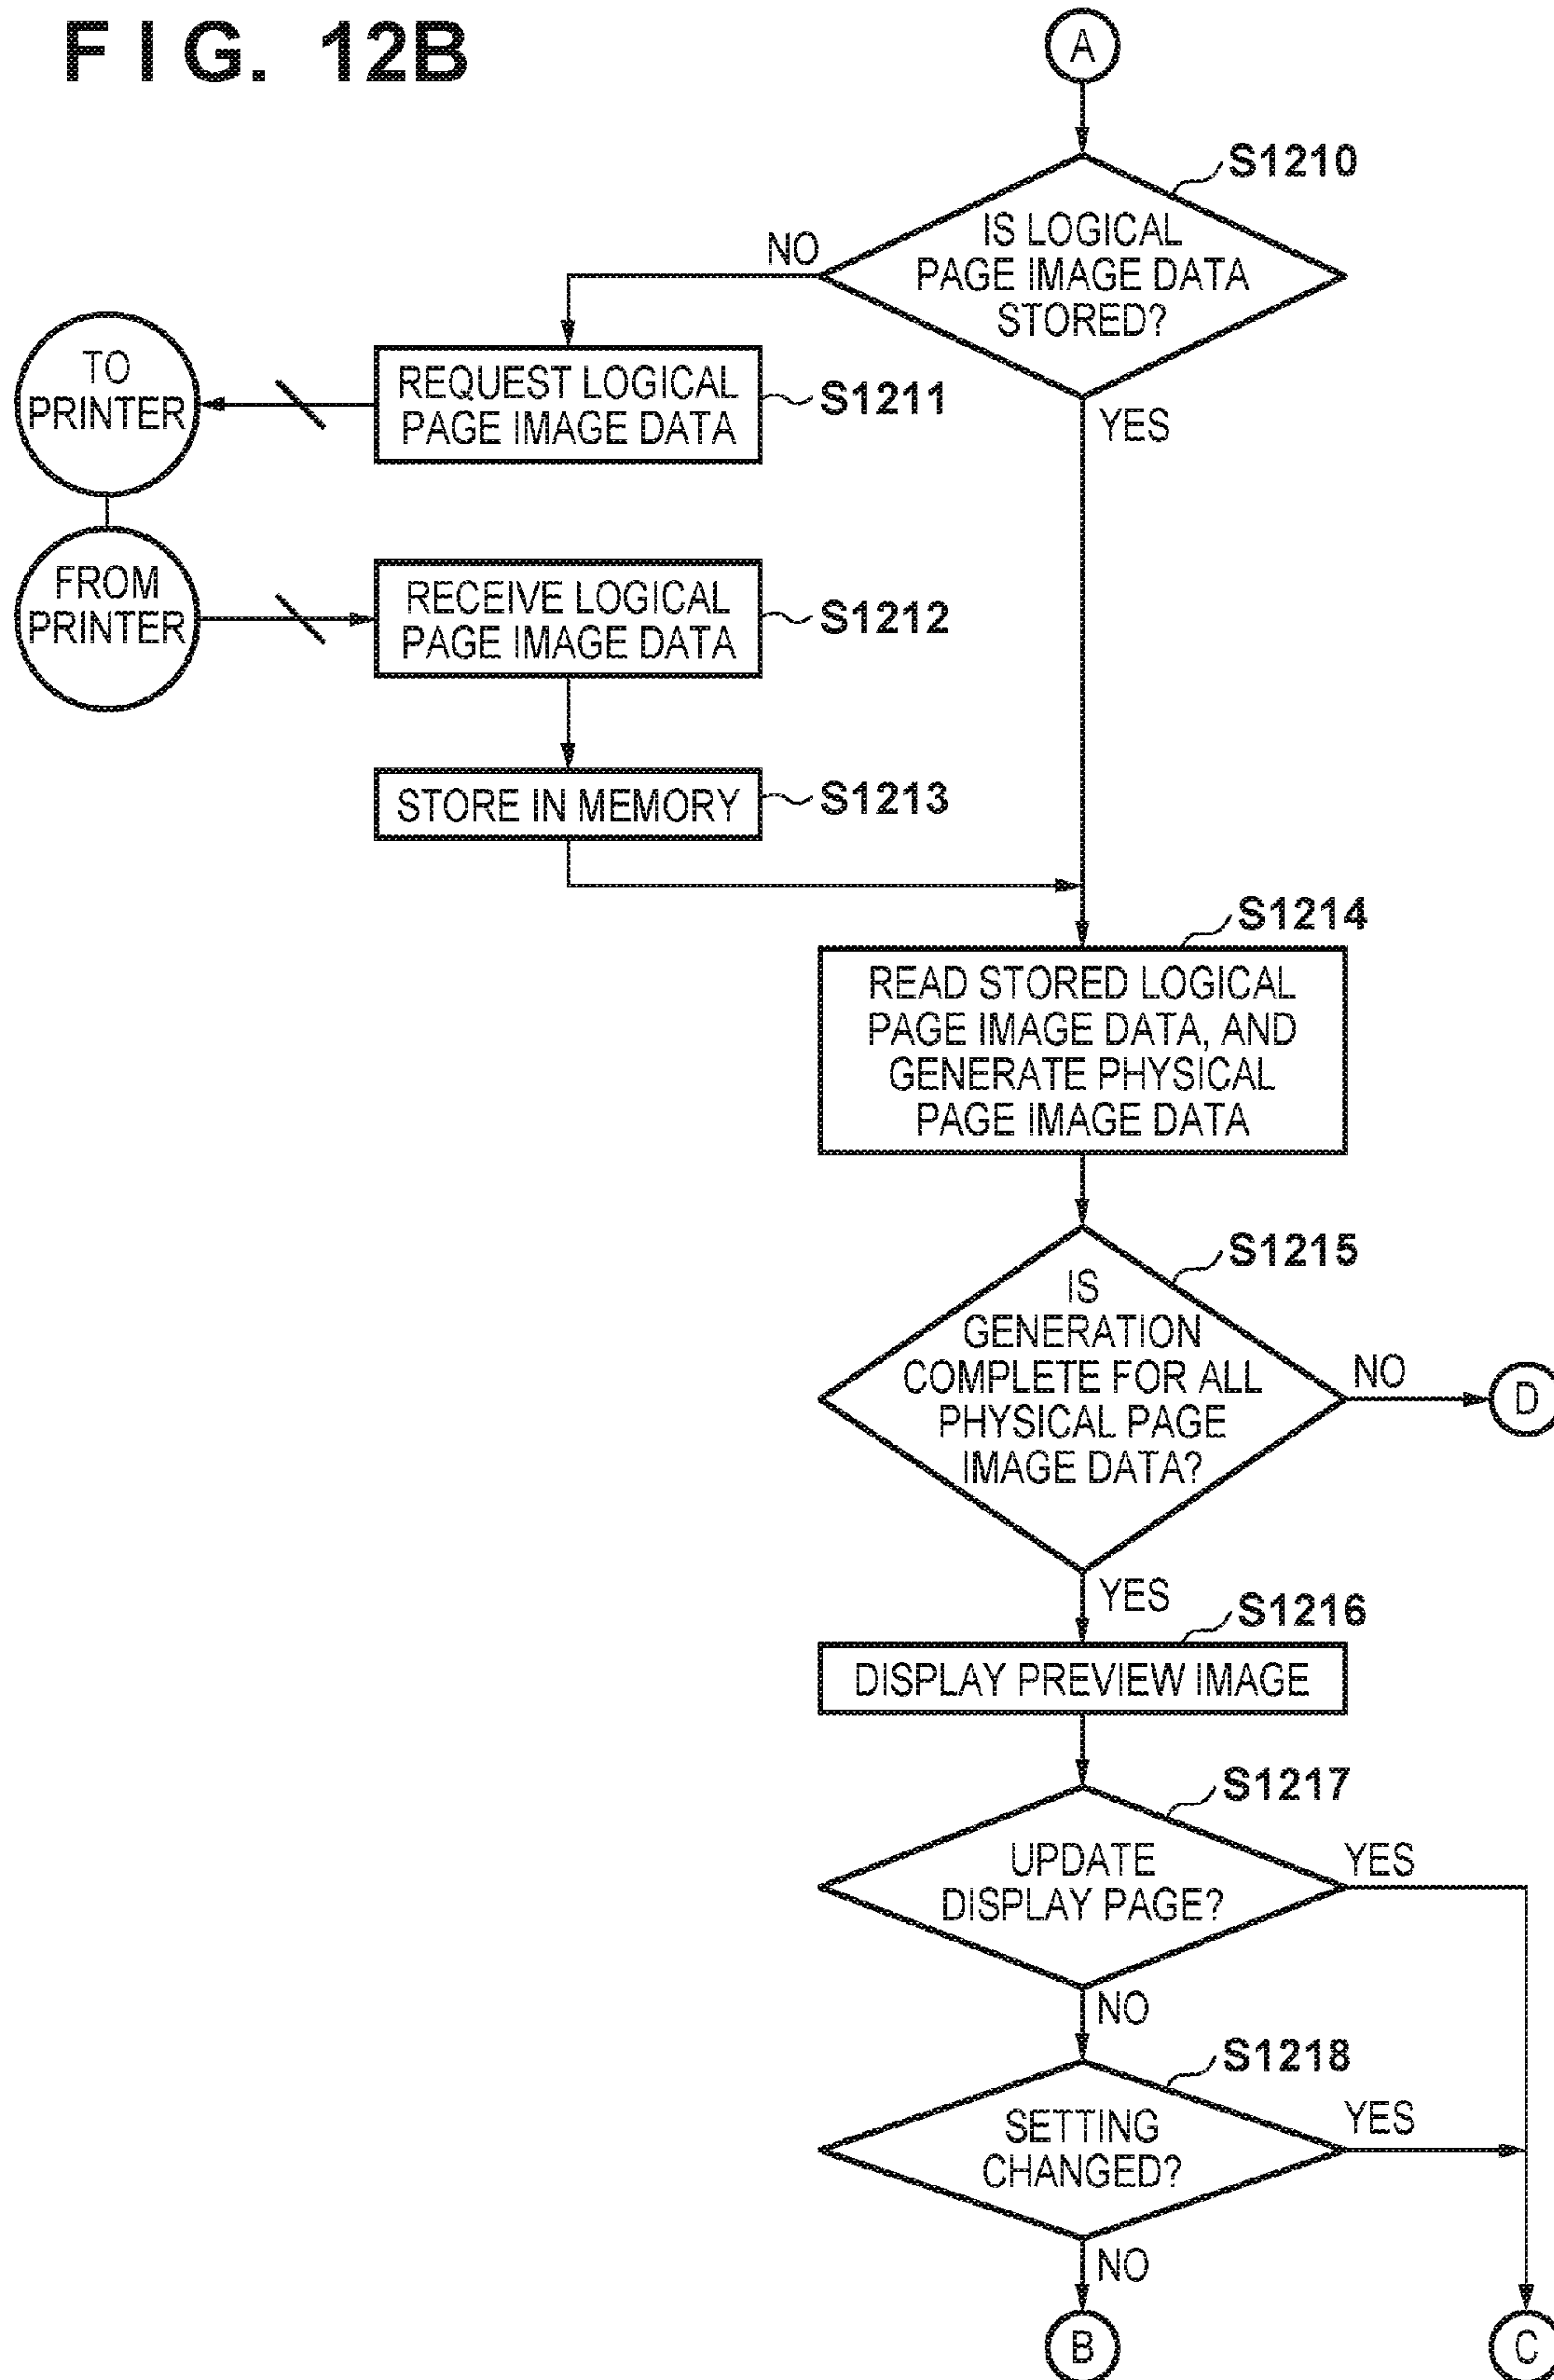 FIG. 12B
A
S1210
IS LOGICAL
PAGE IMAGE DATA
STORED?
NO
YES
TO
PRINTER
REQUEST LOGICAL
PAGE IMAGE DATA
S1211
FROM
PRINTER
RECEIVE LOGICAL
PAGE IMAGE DATA
S1212
STORE IN MEMORY
S1213
S1214
READ STORED LOGICAL
PAGE IMAGE DATA, AND
GENERATE PHYSICAL
PAGE IMAGE DATA
S1215
IS
GENERATION
COMPLETE FOR ALL
PHYSICAL PAGE
IMAGE DATA?
NO
D
YES
S1216
DISPLAY PREVIEW IMAGE
S1217
UPDATE
DISPLAY PAGE?
YES
NO
S1218
SETTING
CHANGED?
YES
NO
B
C